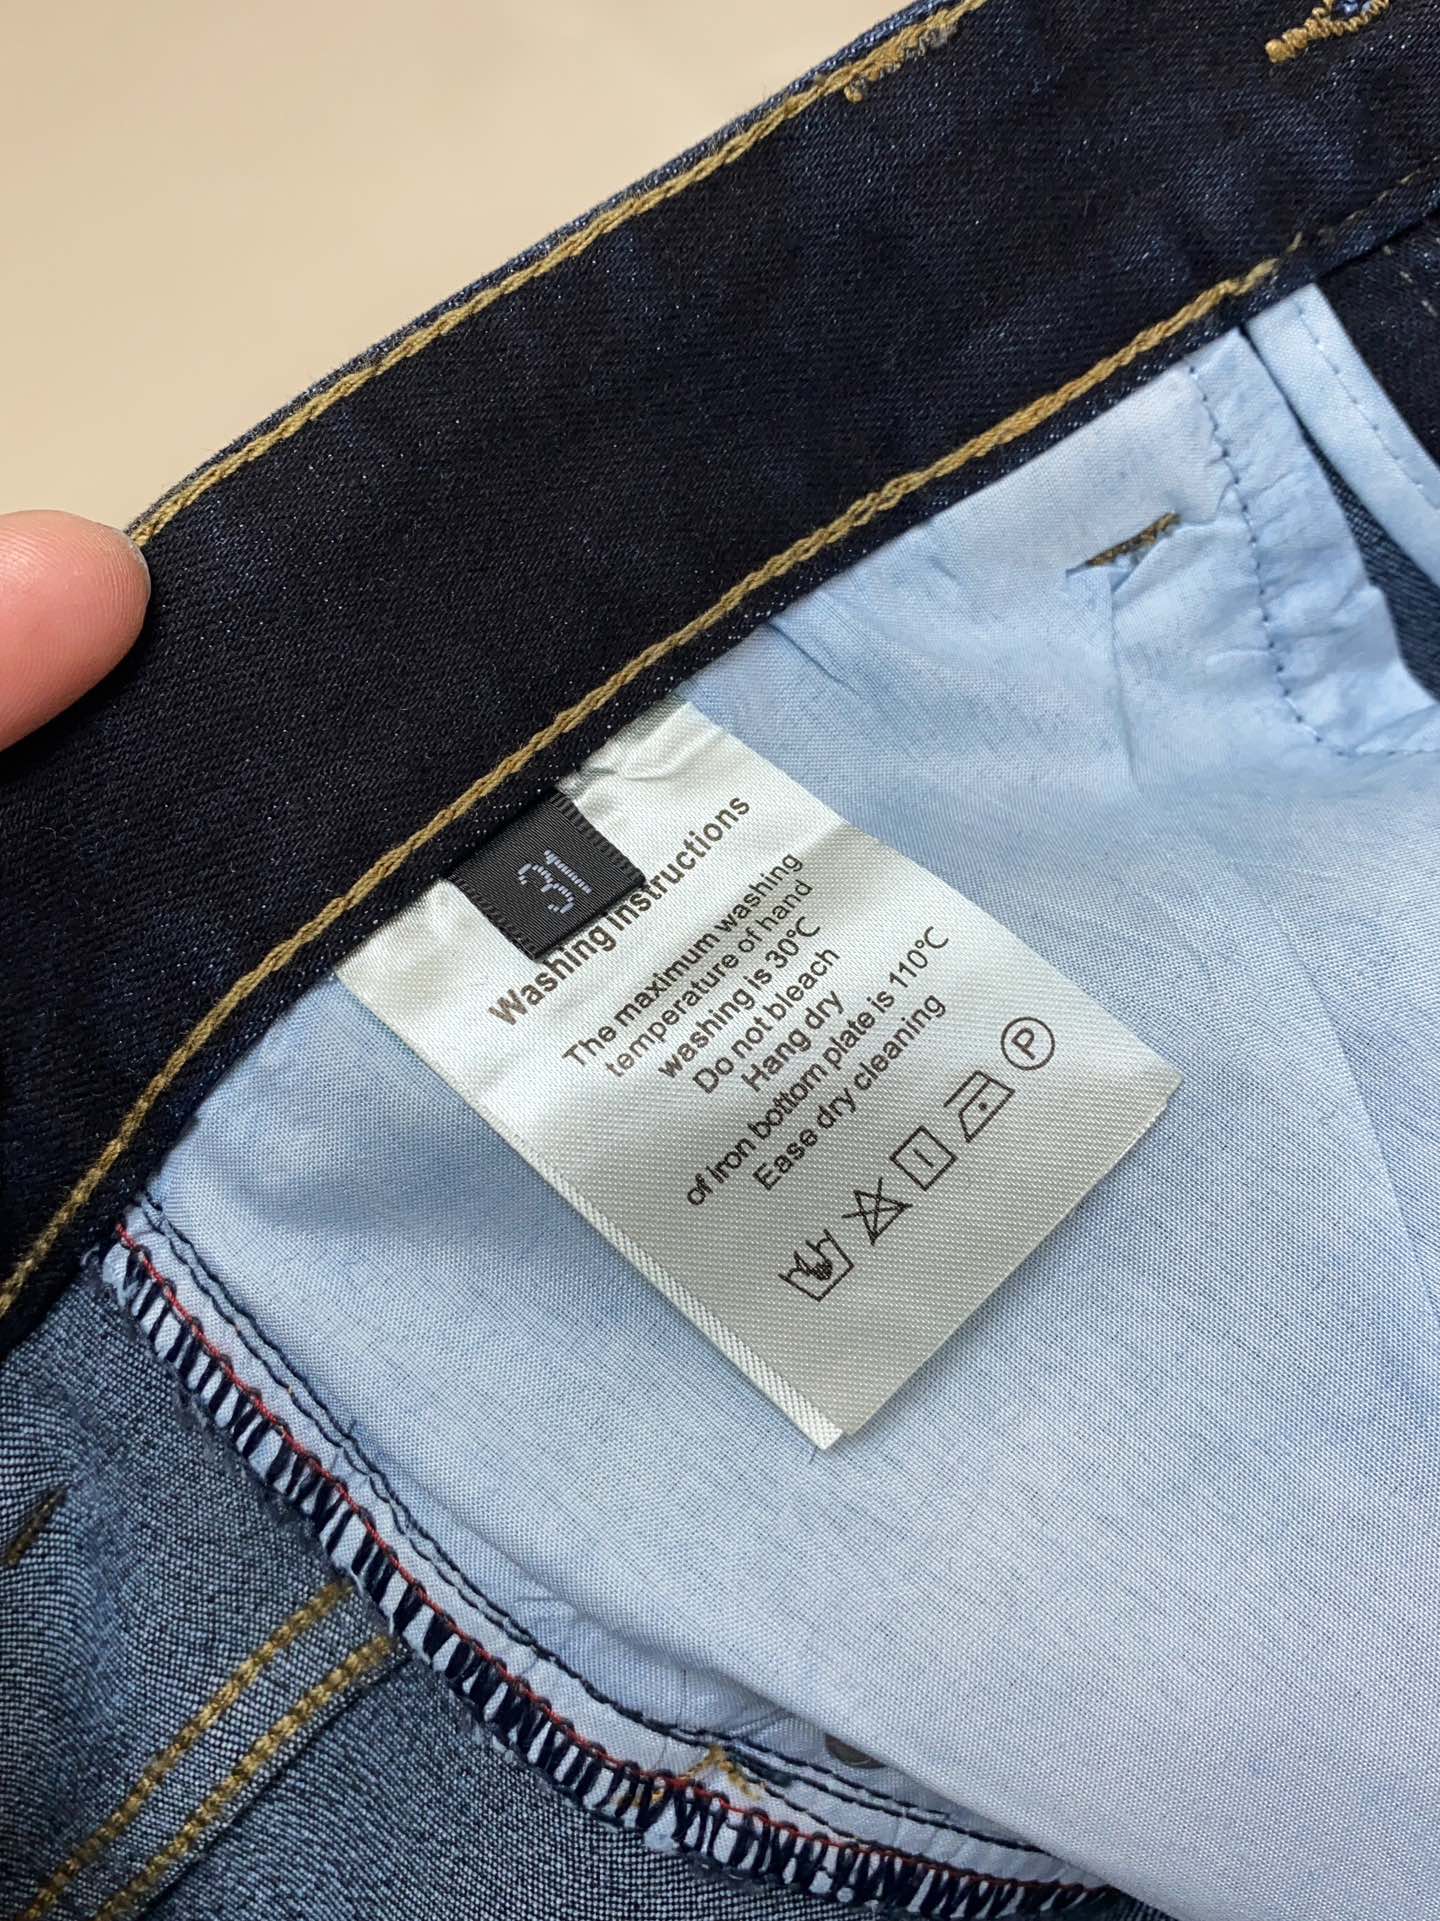 31
Washing Instructions
The maximum washing
temperature of hand
washing is 30℃
Do not bleach
Hang dry
of iron bottom plate is 110℃
Ease dry cleaning
P